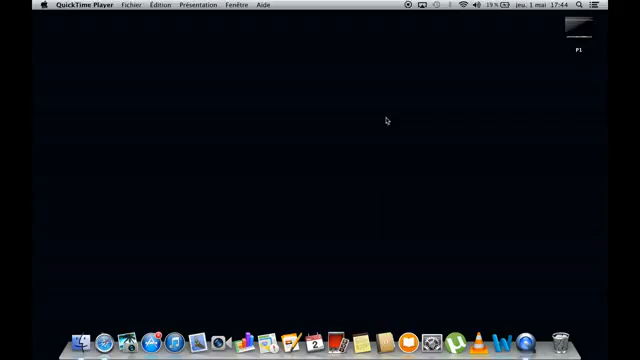 QuickTime Player Fichier Édition Présentation Fenêtre Aide 19 % jeu. 1 mai 17:44
P1
2